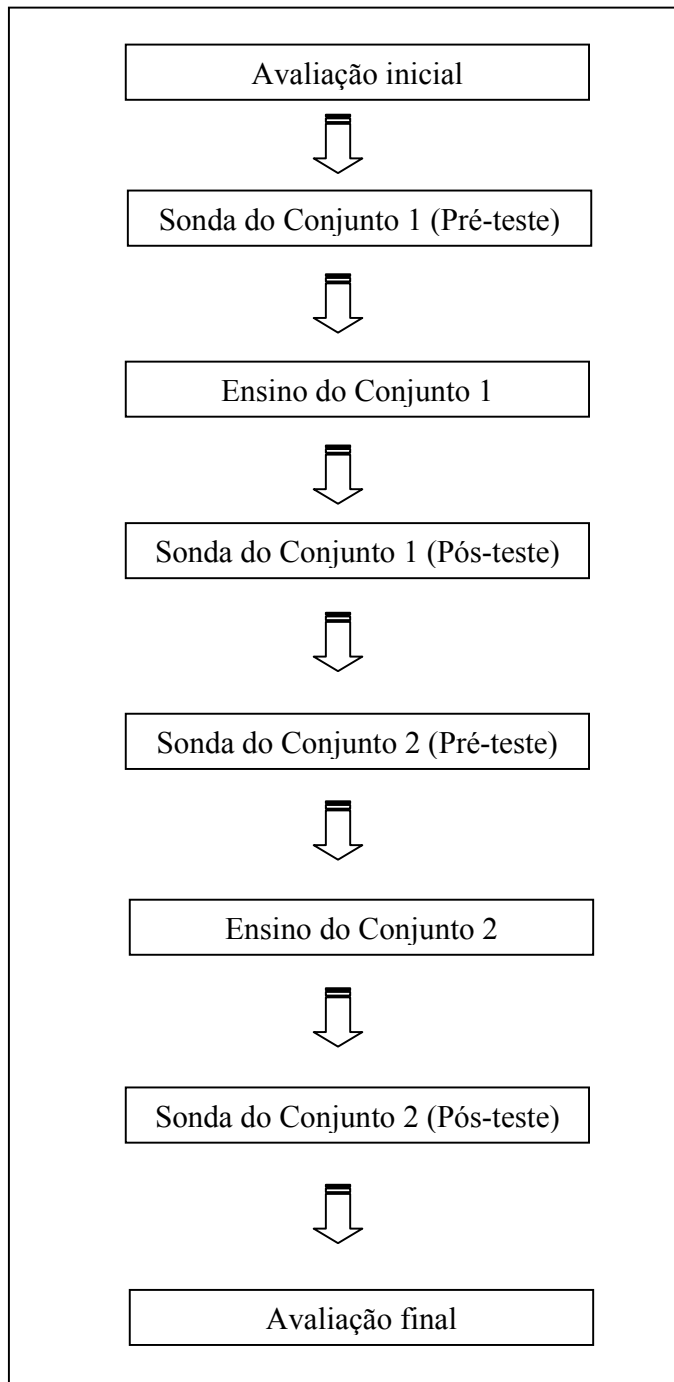 Avaliação inicial
Sonda do Conjunto 1 (Pré-teste)
Ensino do Conjunto 1
Sonda do Conjunto 1 (Pós-teste)
Sonda do Conjunto 2 (Pré-teste)
Ensino do Conjunto 2
Sonda do Conjunto 2 (Pós-teste)
Avaliação final